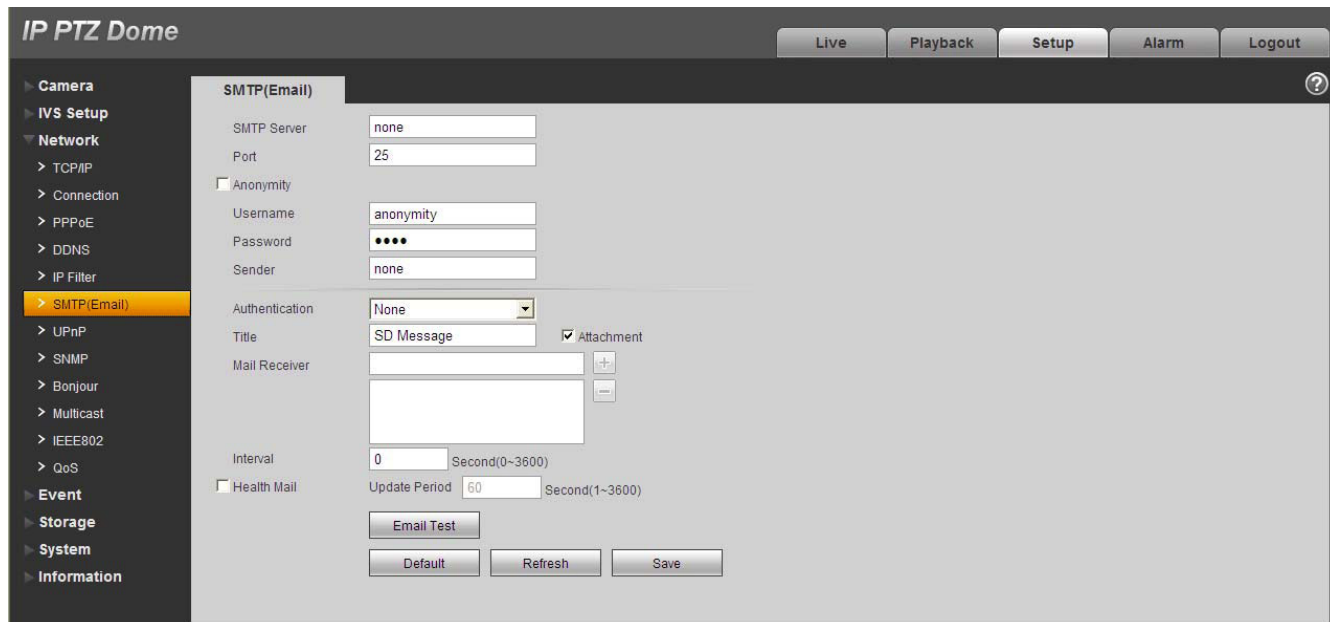 IP PTZ Dome
Live
Playback
Setup
Alarm
Logout
?
Camera
IVS Setup
Network
> TCP/IP
> Connection
> PPPoE
> DDNS
> IP Filter
> SMTP(Email)
> UPnP
> SNMP
> Bonjour
> Multicast
> IEEE802
> QoS
Event
Storage
System
Information
SMTP(Email)
SMTP Server none
Port 25
Anonymity
Username anonymity
Password ••••
Sender none
Authentication None
Title SD Message Attachment
Mail Receiver +
−
Interval 0 Second(0~3600)
Health Mail Update Period 60 Second(1~3600)
Email Test
Default Refresh Save